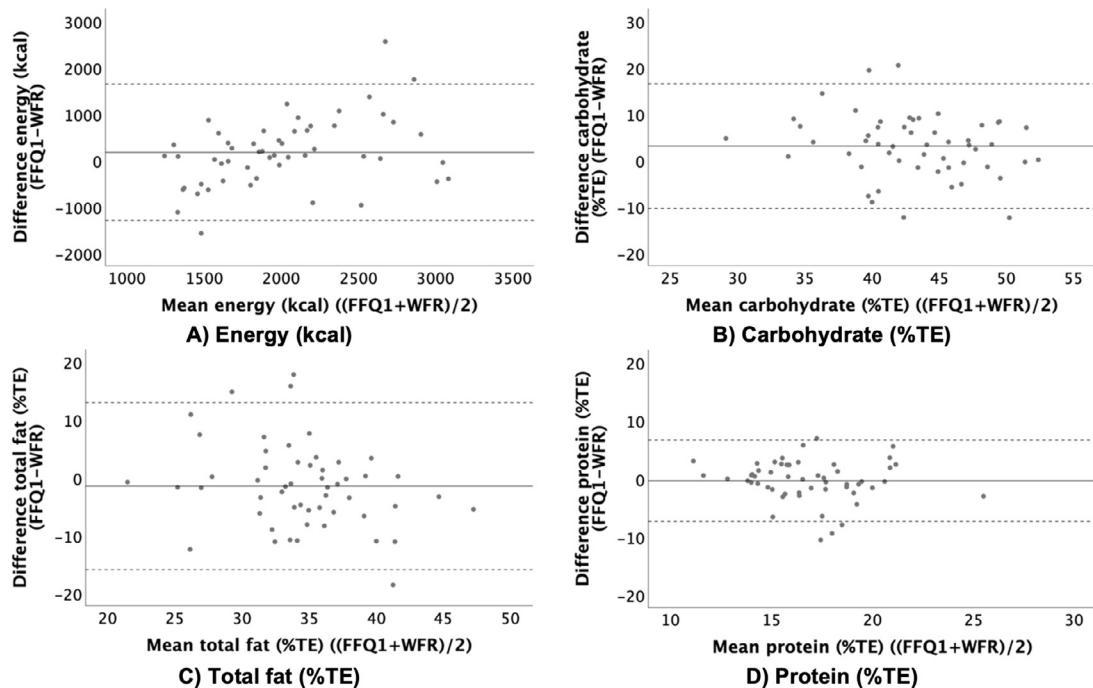 3000
2000
1000
0
−1000
−2000
Difference energy (kcal)
(FFQ1−WFR)
1000 1500 2000 2500 3000 3500
Mean energy (kcal) ((FFQ1+WFR)/2)
A) Energy (kcal)
30
20
10
0
−10
−20
Difference carbohydrate
(%TE) (FFQ1−WFR)
25 30 35 40 45 50 55
Mean carbohydrate (%TE) ((FFQ1+WFR)/2)
B) Carbohydrate (%TE)
20
10
0
−10
−20
Difference total fat (%TE)
(FFQ1−WFR)
20 25 30 35 40 45 50
Mean total fat (%TE) ((FFQ1+WFR)/2)
C) Total fat (%TE)
20
10
0
−10
−20
Difference protein (%TE)
(FFQ1−WFR)
10 15 20 25 30
Mean protein (%TE) ((FFQ1+WFR)/2)
D) Protein (%TE)